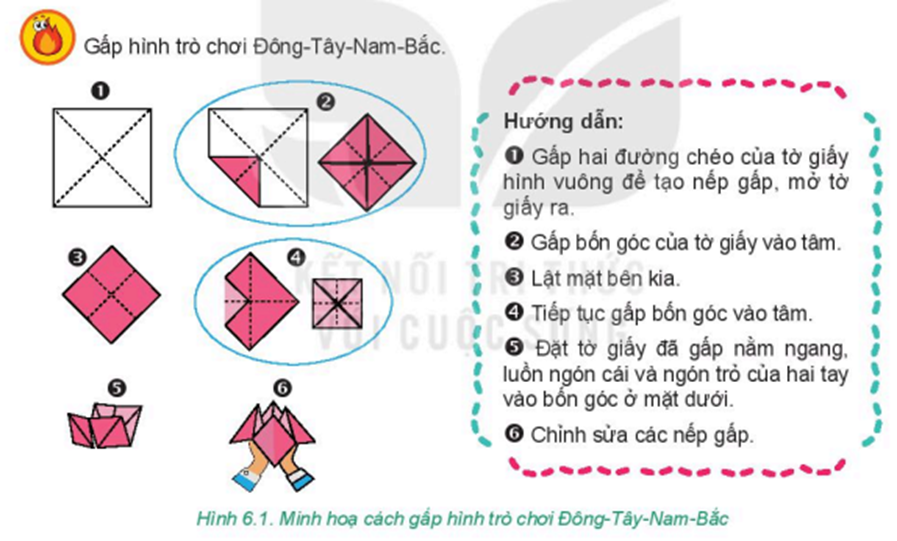 Gấp hình trò chơi Đông-Tây-Nam-Bắc.
❶
❷
❸
❹
❺
❻
Hướng dẫn:
❶ Gấp hai đường chéo của tờ giấy
hình vuông để tạo nếp gấp, mở tờ
giấy ra.
❷ Gấp bốn góc của tờ giấy vào tâm.
❸ Lật mặt bên kia.
❹ Tiếp tục gấp bốn góc vào tâm.
❺ Đặt tờ giấy đã gấp nằm ngang,
luồn ngón cái và ngón trỏ của hai tay
vào bốn góc ở mặt dưới.
❻ Chỉnh sửa các nếp gấp.
KẾT NỐI TRI THỨC
VỚI CUỘC SỐNG
Hình 6.1. Minh hoạ cách gấp hình trò chơi Đông-Tây-Nam-Bắc